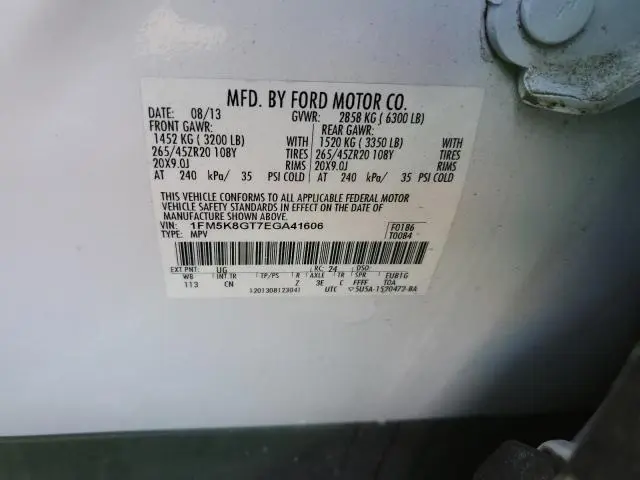 MFD. BY FORD MOTOR CO.
DATE: 08/13 GVWR: 2858 KG ( 6300 LB)
FRONT GAWR: REAR GAWR:
1452 KG ( 3200 LB) WITH 1520 KG ( 3350 LB) WITH
265/45ZR20 108Y TIRES 265/45ZR20 108Y TIRES
20X9.0J RIMS 20X9.0J RIMS
AT 240 kPa/ 35 PSI COLD AT 240 kPa/ 35 PSI COLD
THIS VEHICLE CONFORMS TO ALL APPLICABLE FEDERAL MOTOR
VEHICLE SAFETY STANDARDS IN EFFECT ON THE DATE OF
MANUFACTURE SHOWN ABOVE.
VIN: 1FM5K8GT7EGA41606 F0186
TYPE: MPV T0084
EXT PNT: UG RC: 24 DSO:
WB INT TR TP/PS R AXLE TR SPR EUB1G
113 CN Z 3E C FFFF TOA
120130812304 UTC 5U5A-1520472-BA